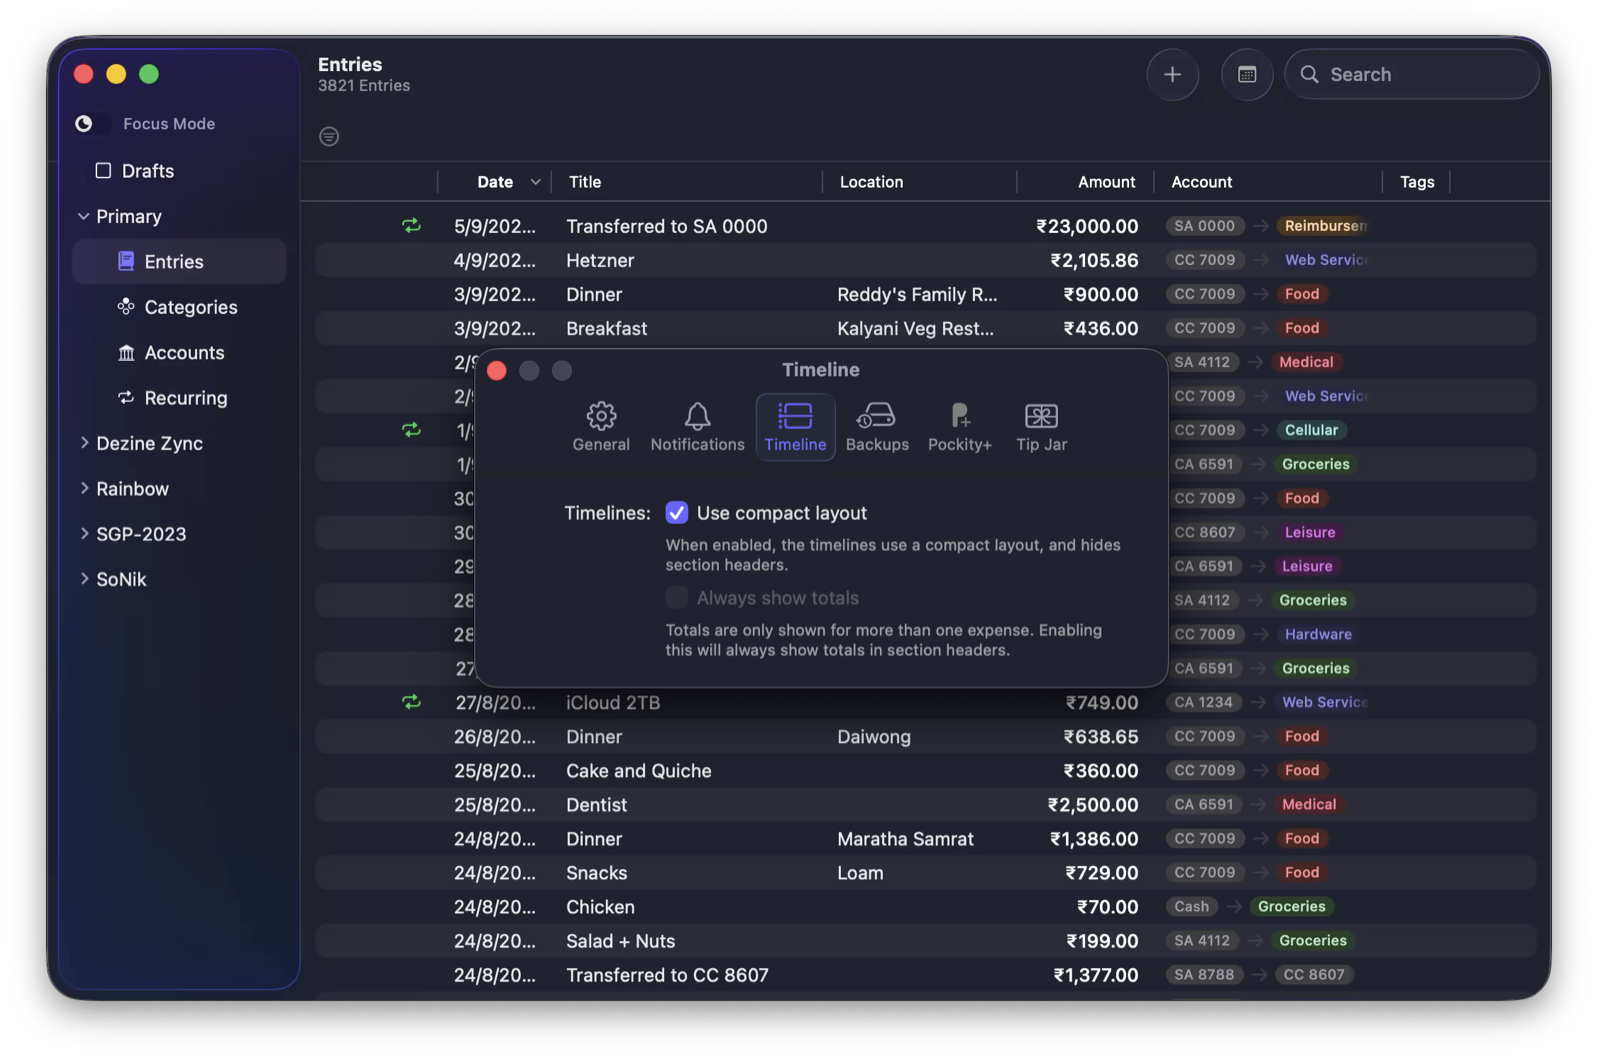 Entries
3821 Entries
Search
Focus Mode
Drafts
Primary
Entries
Categories
Accounts
Recurring
Dezine Zync
Rainbow
SGP-2023
SoNik
Date Title Location Amount Account Tags
5/9/202... Transferred to SA 0000 ₹23,000.00 SA 0000 → Reimbursem
4/9/202... Hetzner ₹2,105.86 CC 7009 → Web Servic
3/9/202... Dinner Reddy's Family R... ₹900.00 CC 7009 → Food
3/9/202... Breakfast Kalyani Veg Rest... ₹436.00 CC 7009 → Food
2/9 SA 4112 → Medical
2/9 CC 7009 → Web Servic
1/9 CC 7009 → Cellular
1/9 CA 6591 → Groceries
30 CC 7009 → Food
30 CC 8607 → Leisure
29 CA 6591 → Leisure
28 SA 4112 → Groceries
28 CC 7009 → Hardware
27/ CA 6591 → Groceries
Timeline
General Notifications Timeline Backups Pockity+ Tip Jar
Timelines: Use compact layout
When enabled, the timelines use a compact layout, and hides
section headers.
Always show totals
Totals are only shown for more than one expense. Enabling
this will always show totals in section headers.
27/8/20... iCloud 2TB ₹749.00 CA 1234 → Web Service
26/8/20... Dinner Daiwong ₹638.65 CC 7009 → Food
25/8/20... Cake and Quiche ₹360.00 CC 7009 → Food
25/8/20... Dentist ₹2,500.00 CA 6591 → Medical
24/8/20... Dinner Maratha Samrat ₹1,386.00 CC 7009 → Food
24/8/20... Snacks Loam ₹729.00 CC 7009 → Food
24/8/20... Chicken ₹70.00 Cash → Groceries
24/8/20... Salad + Nuts ₹199.00 SA 4112 → Groceries
24/8/20... Transferred to CC 8607 ₹1,377.00 SA 8788 → CC 8607